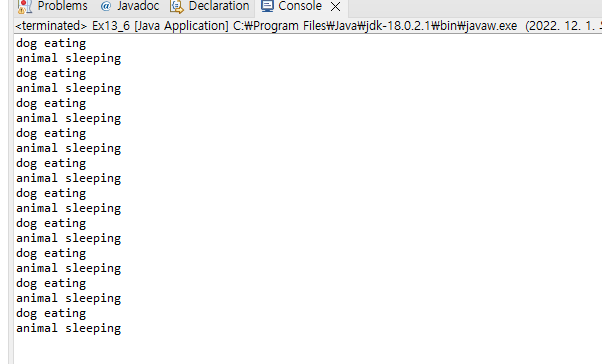 Problems @ Javadoc Declaration Console
<terminated> Ex13_6 [Java Application] C:₩Program Files₩Java₩jdk-18.0.2.1₩bin₩javaw.exe (2022. 12. 1.
dog eating
animal sleeping
dog eating
animal sleeping
dog eating
animal sleeping
dog eating
animal sleeping
dog eating
animal sleeping
dog eating
animal sleeping
dog eating
animal sleeping
dog eating
animal sleeping
dog eating
animal sleeping
dog eating
animal sleeping